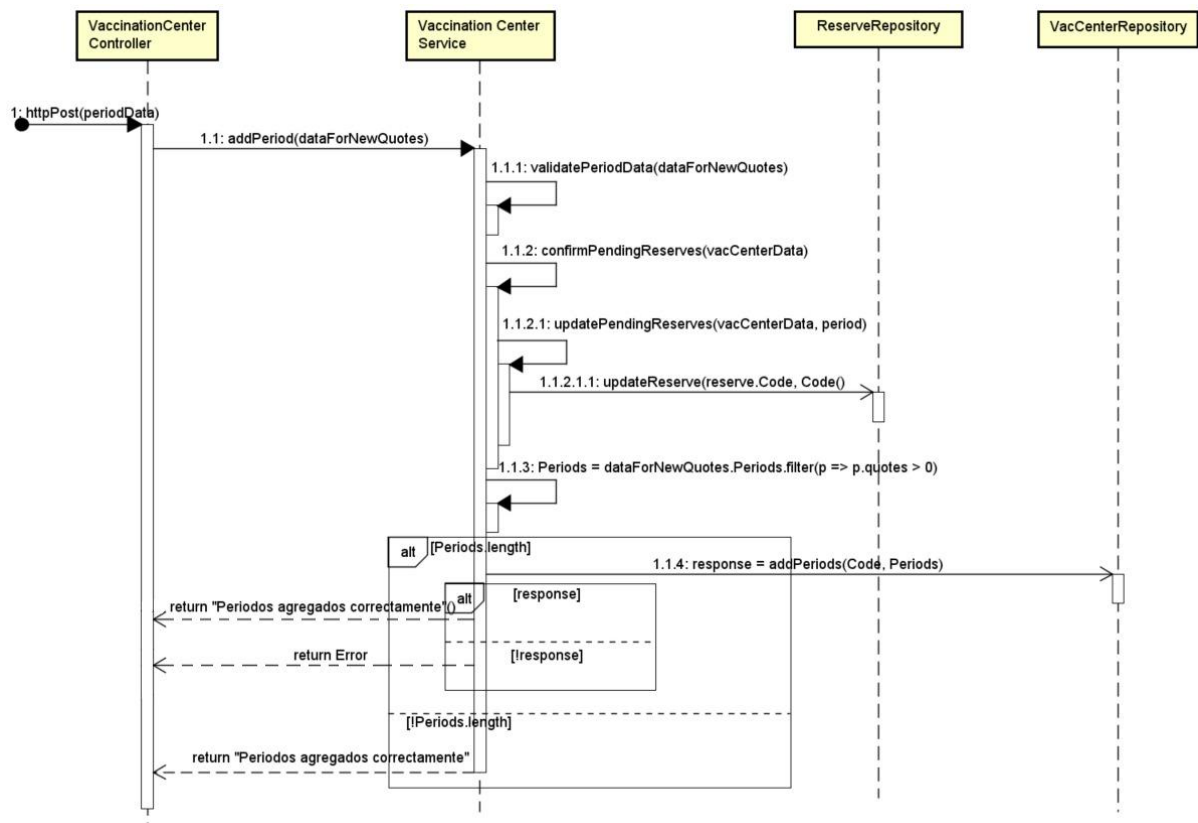 VaccinationCenter
Controller
Vaccination Center
Service
ReserveRepository
VacCenterRepository
1: httpPost(periodData)
1.1: addPeriod(dataForNewQuotes)
1.1.1: validatePeriodData(dataForNewQuotes)
1.1.2: confirmPendingReserves(vacCenterData)
1.1.2.1: updatePendingReserves(vacCenterData, period)
1.1.2.1.1: updateReserve(reserve.Code, Code()
1.1.3: Periods = dataForNewQuotes.Periods.filter(p => p.quotes > 0)
alt
[Periods.length]
1.1.4: response = addPeriods(Code, Periods)
alt
[response]
return "Periodos agregados correctamente"()
return Error
[!response]
[!Periods.length]
return "Periodos agregados correctamente"